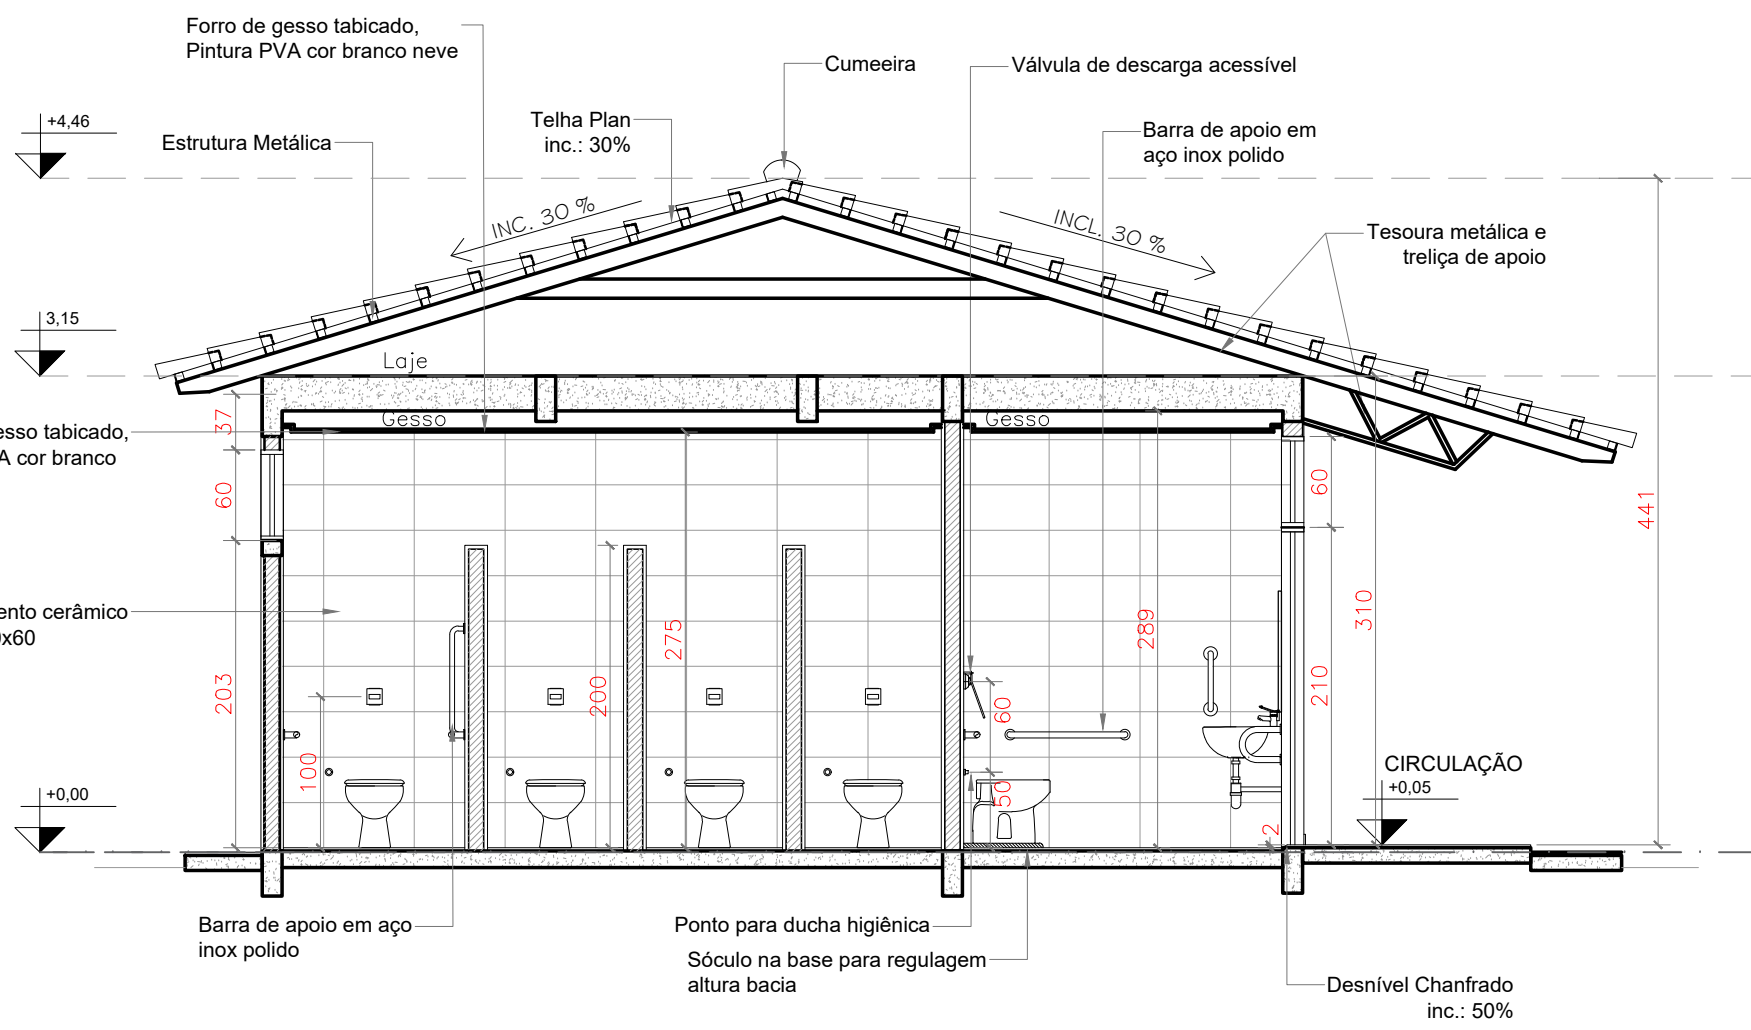 Forro de gesso tabicado,
Pintura PVA cor branco neve
Cumeeira
Válvula de descarga acessível
+4,46
Telha Plan
inc.: 30%
Estrutura Metálica
Barra de apoio em
aço inox polido
INC. 30 %
INCL. 30 %
Tesoura metálica e
treliça de apoio
3,15
Laje
Gesso
Gesso
37
esso tabicado,
A cor branco
60
60
441
ento cerâmico
x60
275
289
310
203
200
210
100
60
50
2
CIRCULAÇÃO
+0,05
+0,00
Barra de apoio em aço
inox polido
Ponto para ducha higiênica
Sóculo na base para regulagem
altura bacia
Desnível Chanfrado
inc.: 50%